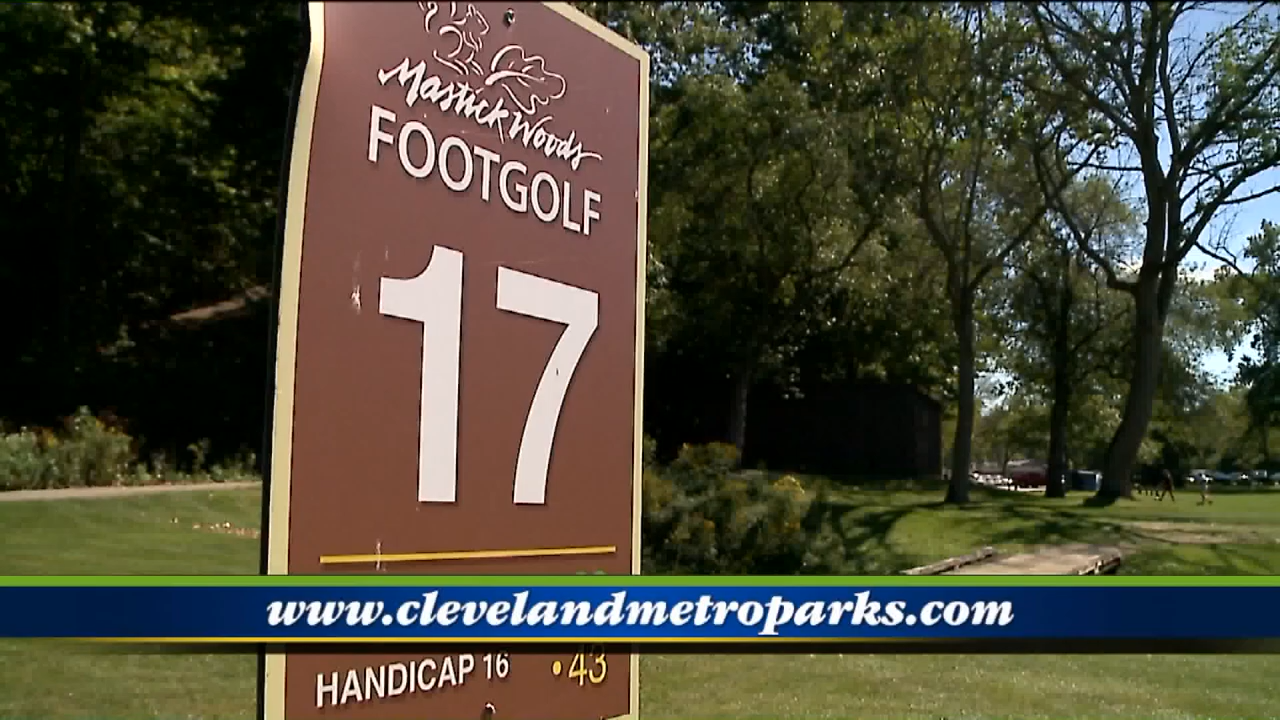 Mastick Woods
FOOTGOLF
17
www.clevelandmetroparks.com
HANDICAP 16 •43